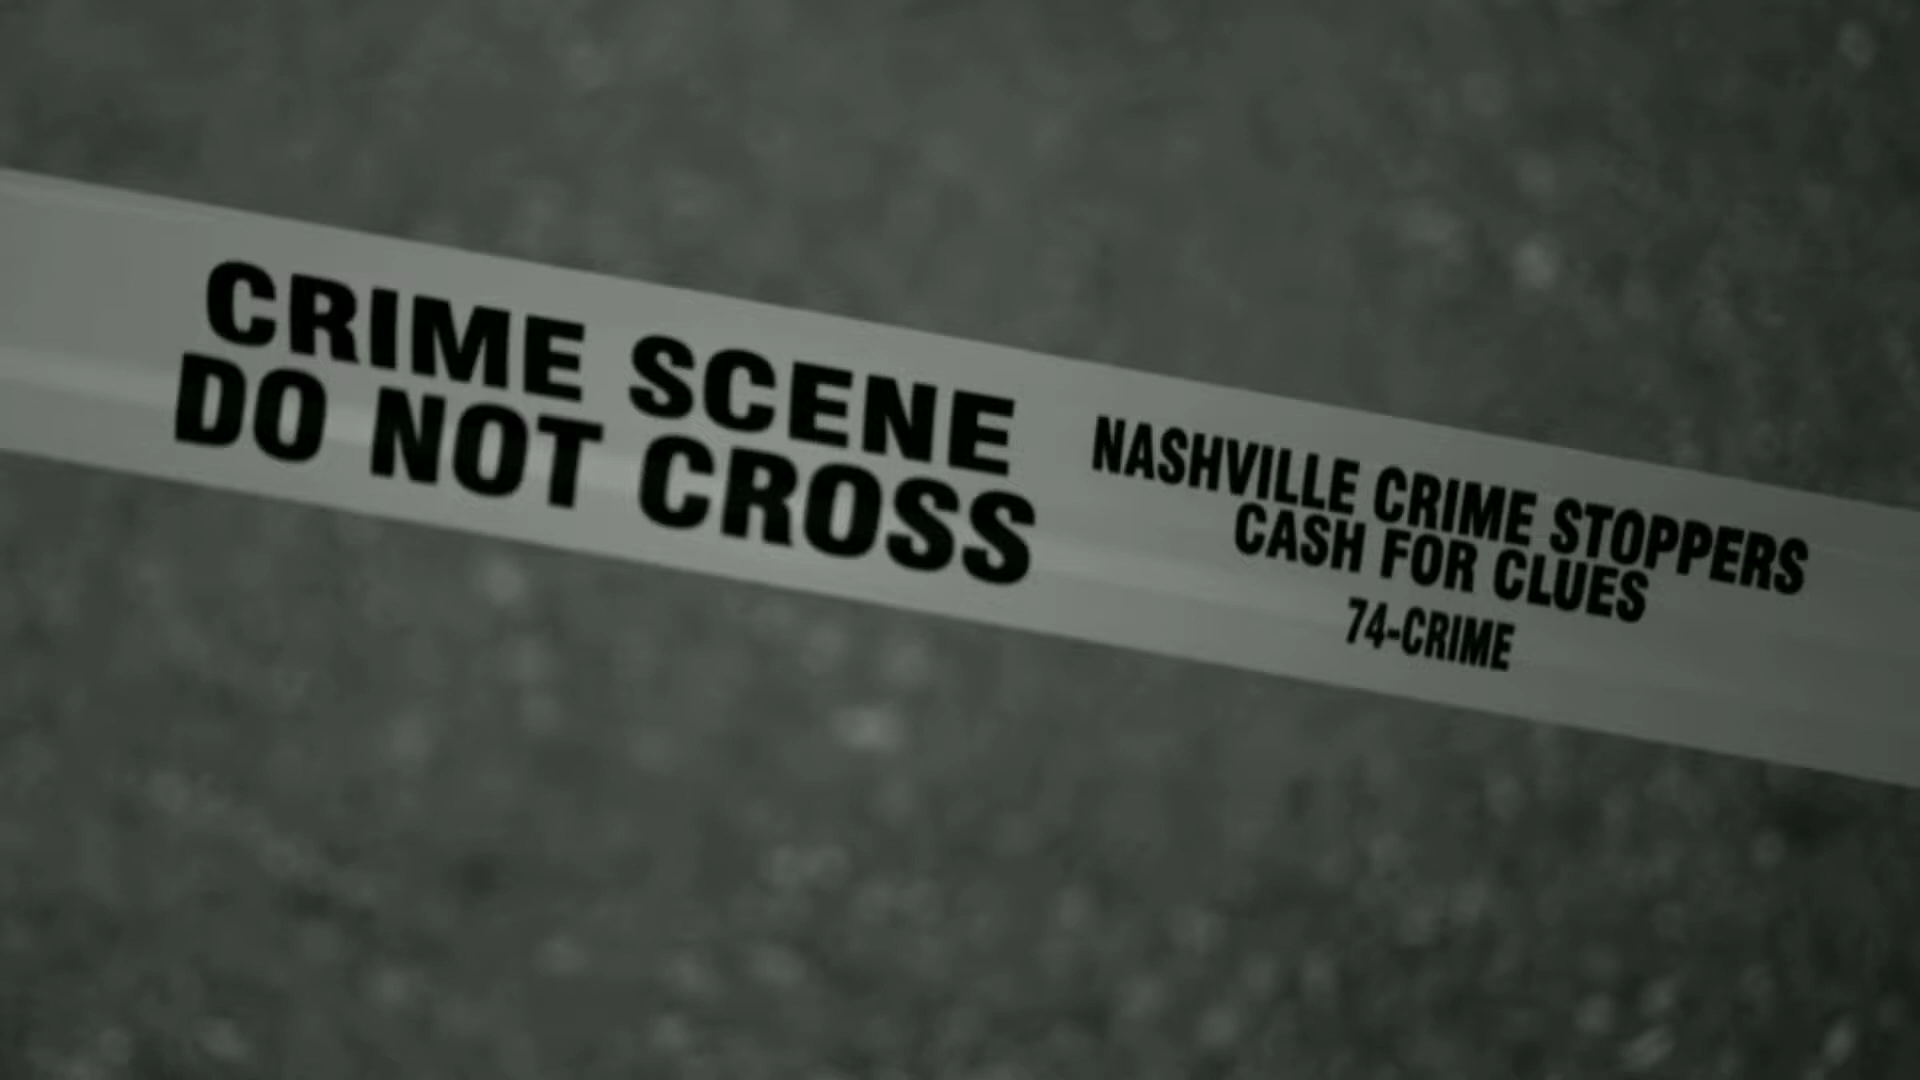 CRIME SCENE
DO NOT CROSS
NASHVILLE CRIME STOPPERS
CASH FOR CLUES
74-CRIME